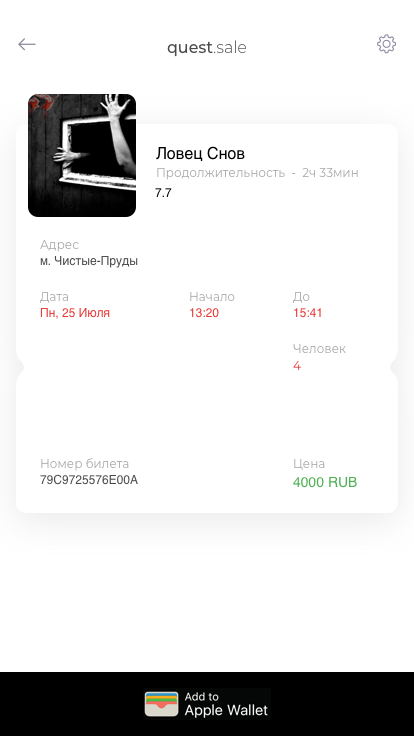 quest.sale
Ловец Снов
Продолжительность - 2ч 33мин
7.7
Адрес
м. Чистые-Пруды
Дата Начало До
Пн, 25 Июля 13:20 15:41
Человек
4
Номер билета Цена
79C9725576E00A 4000 RUB
Add to
Apple Wallet